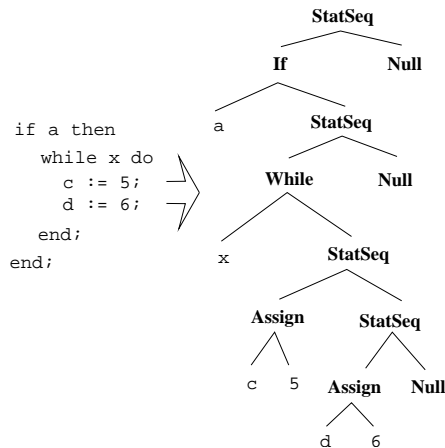 StatSeq
If Null
a StatSeq
if a then
while x do
c := 5;
d := 6;
end;
end;
While Null
x StatSeq
Assign StatSeq
c 5 Assign Null
d 6